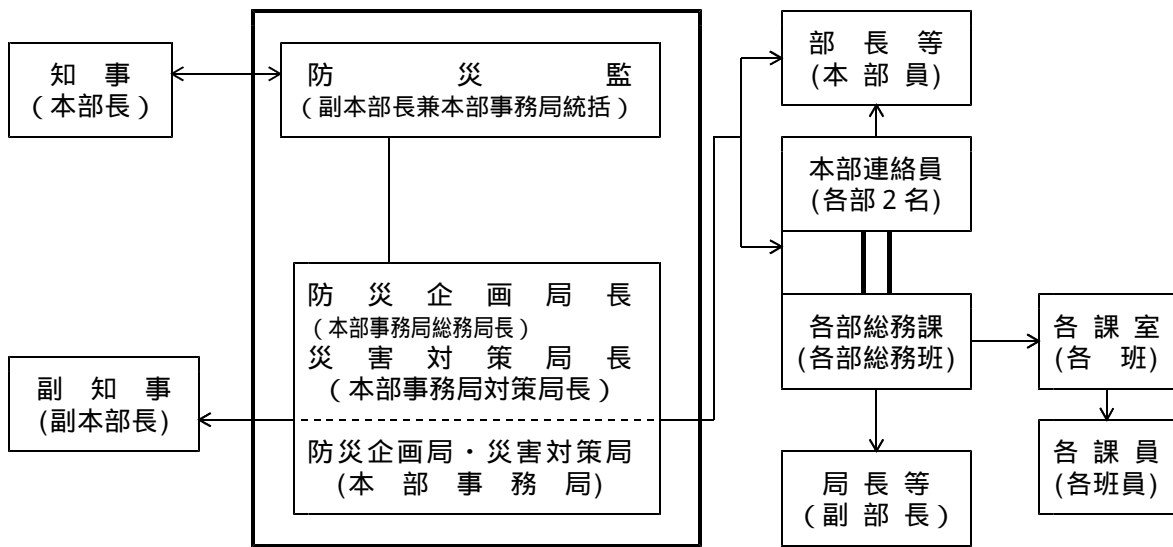 知事
（本部長）
防災監
（副本部長兼本部事務局統括）
防災企画局長
（本部事務局総務局長）
災害対策局長
（本部事務局対策局長）
防災企画局・災害対策局
(本部事務局)
副知事
(副本部長)
部長等
(本部員)
本部連絡員
(各部２名)
各部総務課
(各部総務班)
局長等
(副部長)
各課室
(各班)
各課員
(各班員)